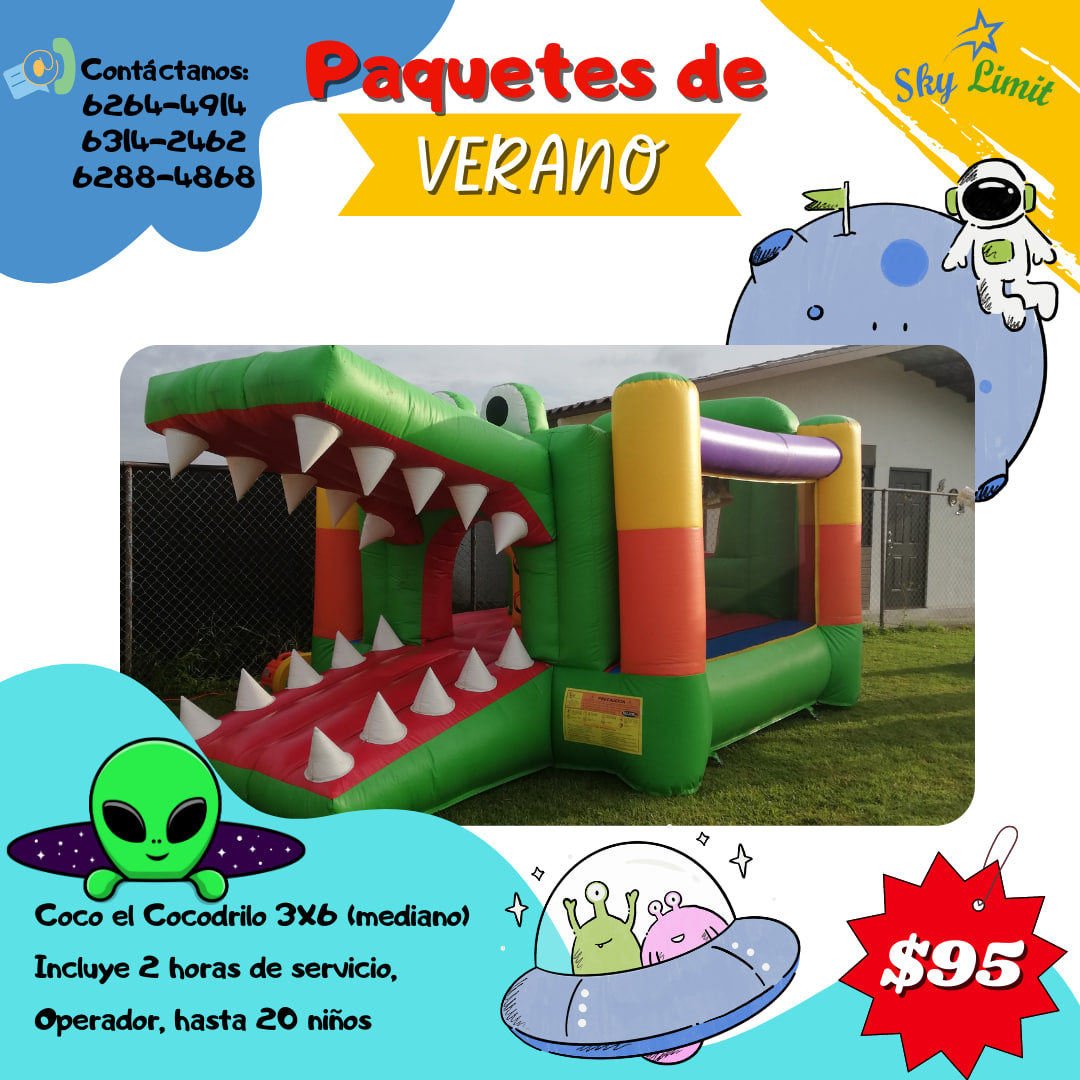 Contáctanos:
6264-4914
6314-2462
6288-4868
Paquetes de
VERANO
Sky Limit
Coco el Cocodrilo 3X6 (mediano)
Incluye 2 horas de servicio,
Operador, hasta 20 niños
$95